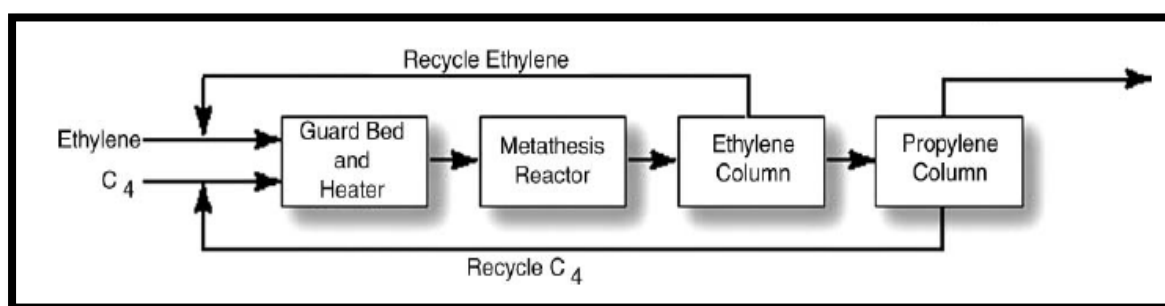 Recycle Ethylene
Ethylene
C 4
Guard Bed
and
Heater
Metathesis
Reactor
Ethylene
Column
Propylene
Column
Recycle C 4